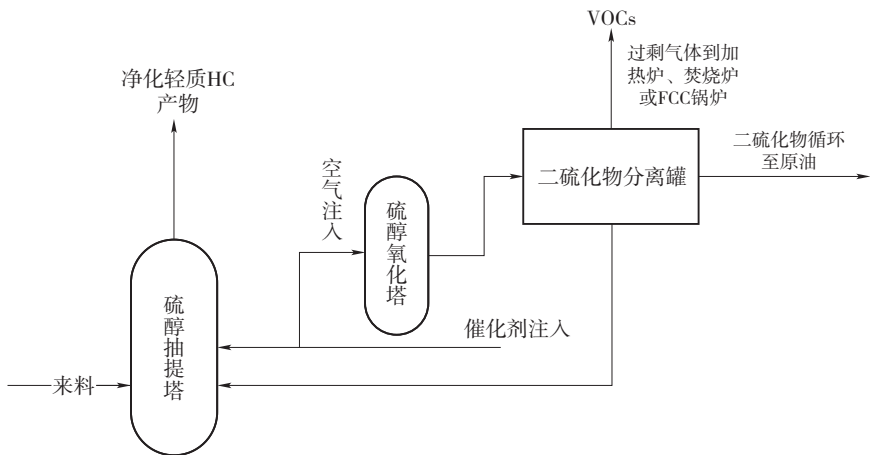 VOCs
过剩气体到加
热炉、焚烧炉
或FCC锅炉
净化轻质HC
产物
二硫化物循环
至原油
二硫化物分离罐
空气注入
硫醇氧化塔
催化剂注入
硫醇抽提塔
来料